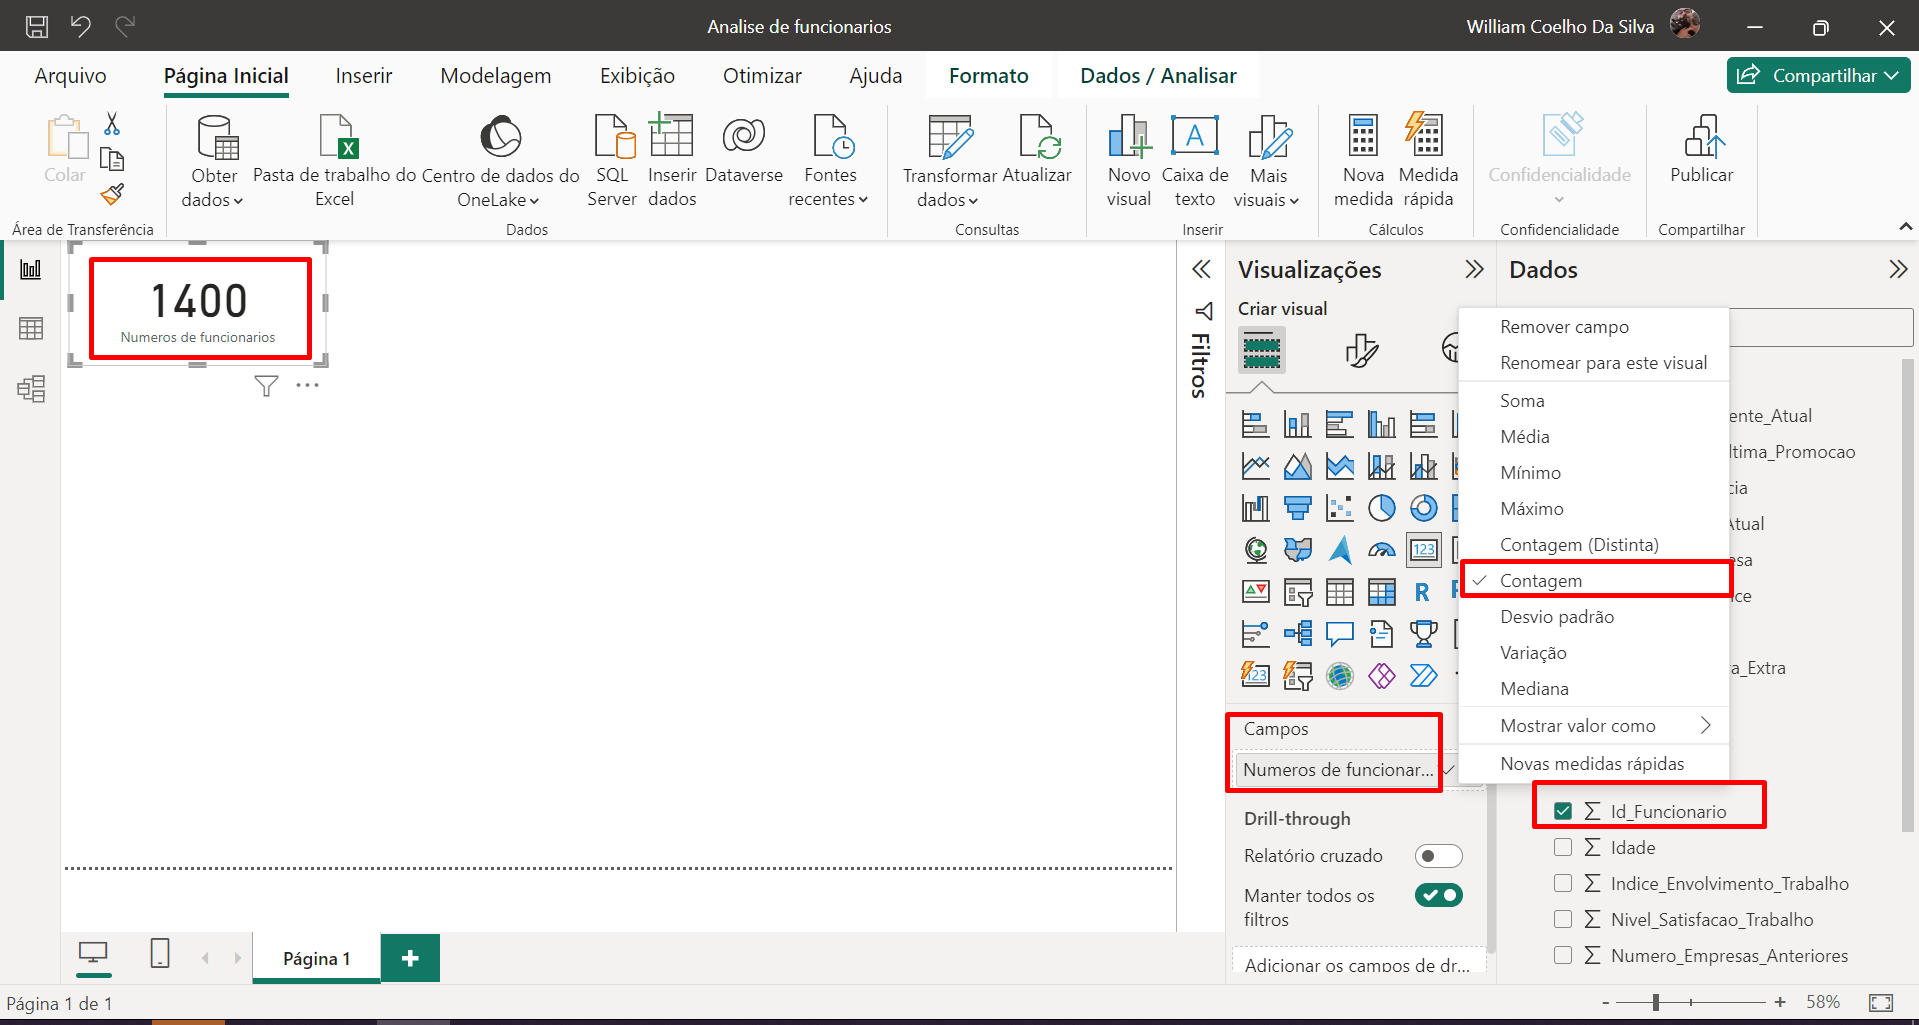 Analise de funcionarios
William Coelho Da Silva
Arquivo
Página Inicial
Inserir
Modelagem
Exibição
Otimizar
Ajuda
Formato
Dados / Analisar
Compartilhar
Colar
Obter
dados
Pasta de trabalho do
Excel
Centro de dados do
OneLake
SQL
Server
Inserir
dados
Dataverse
Fontes
recentes
Transformar
dados
Atualizar
Novo
visual
Caixa de
texto
Mais
visuais
Nova
medida
Medida
rápida
Confidencialidade
Publicar
Área de Transferência
Dados
Consultas
Inserir
Cálculos
Confidencialidade
Compartilhar
1400
Numeros de funcionarios
Filtros
Visualizações
Criar visual
123
R
123
Campos
Numeros de funcionar...
Drill-through
Relatório cruzado
Manter todos os
filtros
Adicionar os campos de dr...
Remover campo
Renomear para este visual
Soma
Média
Mínimo
Máximo
Contagem (Distinta)
Contagem
Desvio padrão
Variação
Mediana
Mostrar valor como
Novas medidas rápidas
Dados
ente_Atual
ltima_Promocao
cia
Atual
esa
ce
a_Extra
Id_Funcionario
Idade
Indice_Envolvimento_Trabalho
Nivel_Satisfacao_Trabalho
Numero_Empresas_Anteriores
Página 1
+
Página 1 de 1
- + 58%